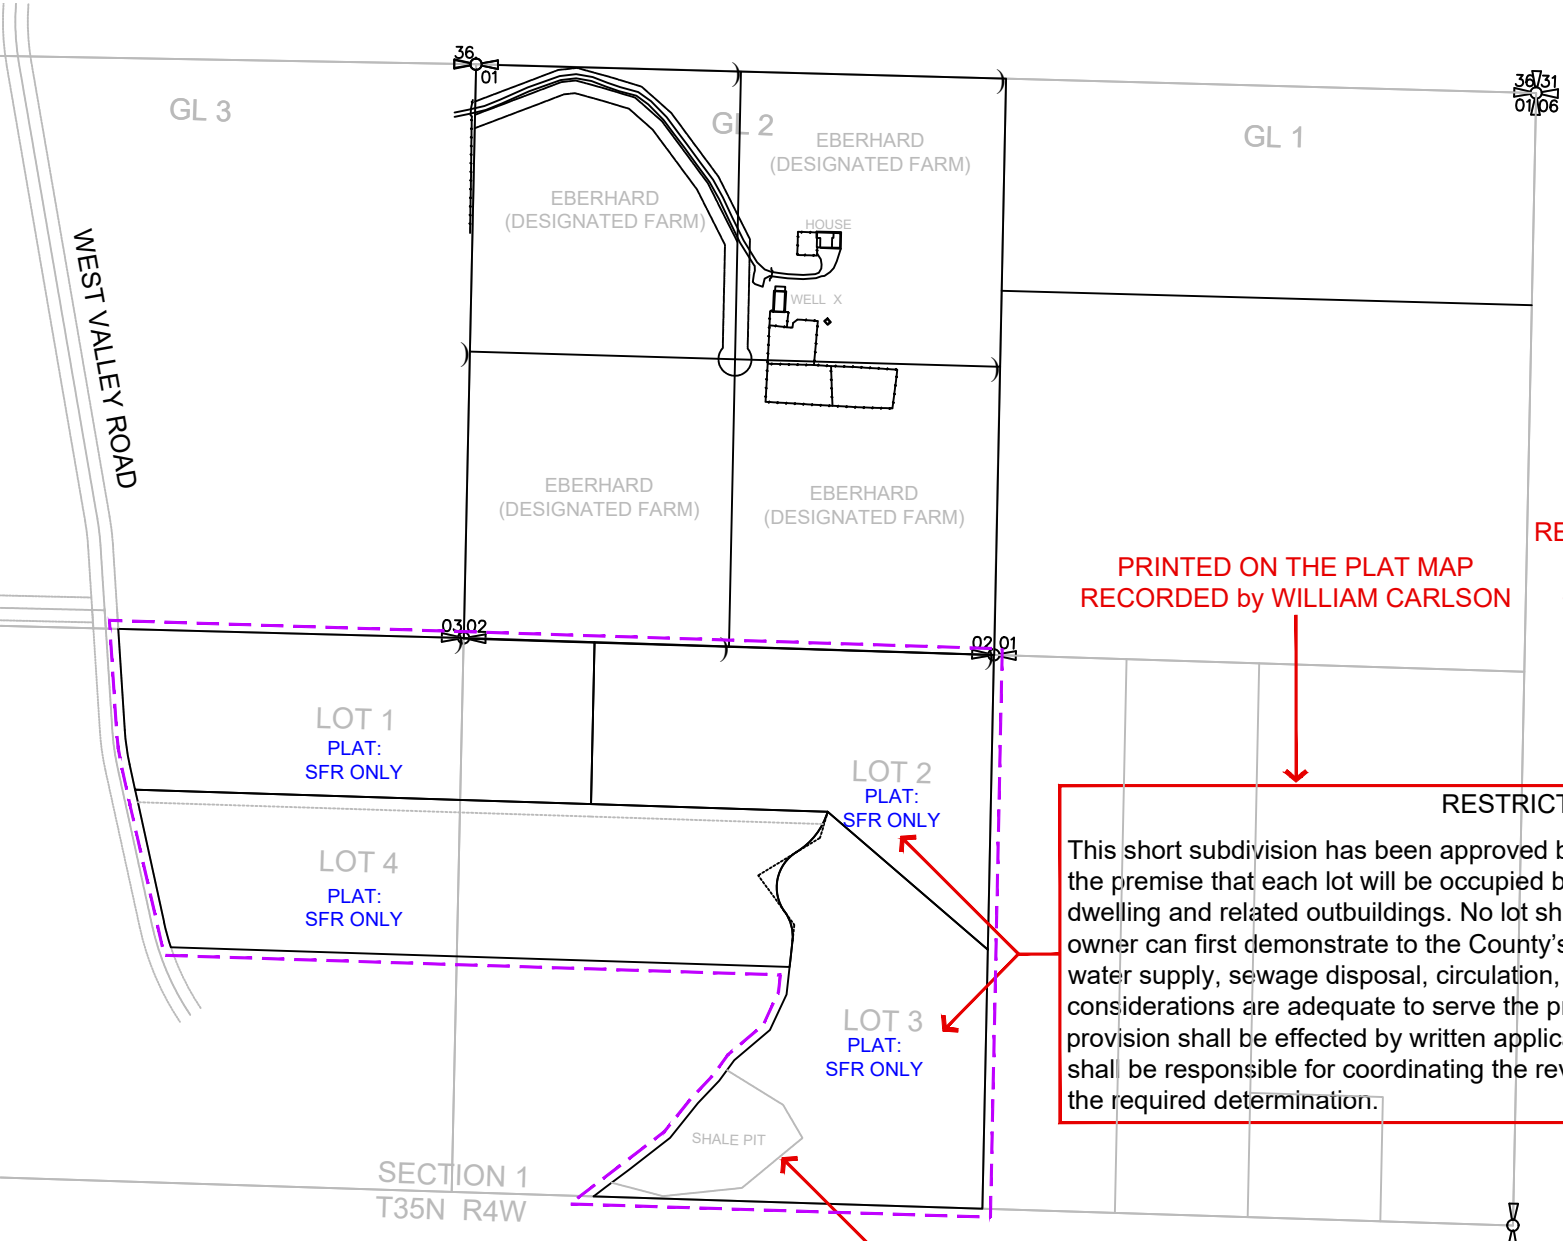 36
01
36 31
01 06
GL 3
GL 2
GL 1
EBERHARD
(DESIGNATED FARM)
EBERHARD
(DESIGNATED FARM)
HOUSE
WELL X
WEST VALLEY ROAD
EBERHARD
(DESIGNATED FARM)
EBERHARD
(DESIGNATED FARM)
PRINTED ON THE PLAT MAP
RECORDED by WILLIAM CARLSON
03 02
02 01
LOT 1
PLAT:
SFR ONLY
LOT 2
PLAT:
SFR ONLY
LOT 4
PLAT:
SFR ONLY
LOT 3
PLAT:
SFR ONLY
SHALE PIT
SECTION 1
T35N R4W
This short subdivision has been approved
the premise that each lot will be occupied
dwelling and related outbuildings. No lot
owner can first demonstrate to the County's
water supply, sewage disposal, circulation,
considerations are adequate to serve the
provision shall be effected by written
shall be responsible for coordinating the
the required determination.